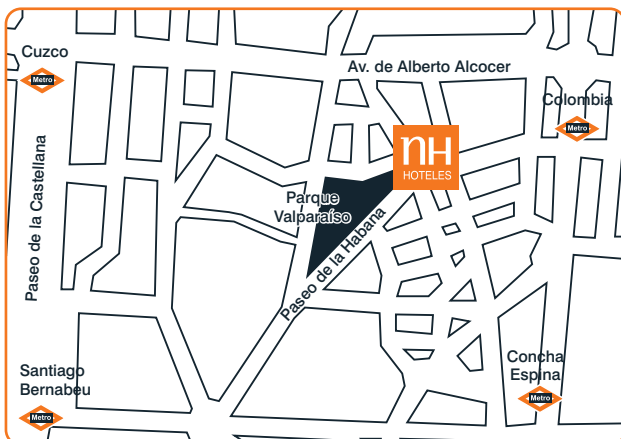 Cuzco
Metro
Av. de Alberto Alcocer
Colombia
Metro
Paseo de la Castellana
nH
HOTELES
Parque
Valparaíso
Paseo de la Habana
Santiago
Bernabeu
Metro
Concha
Espina
Metro